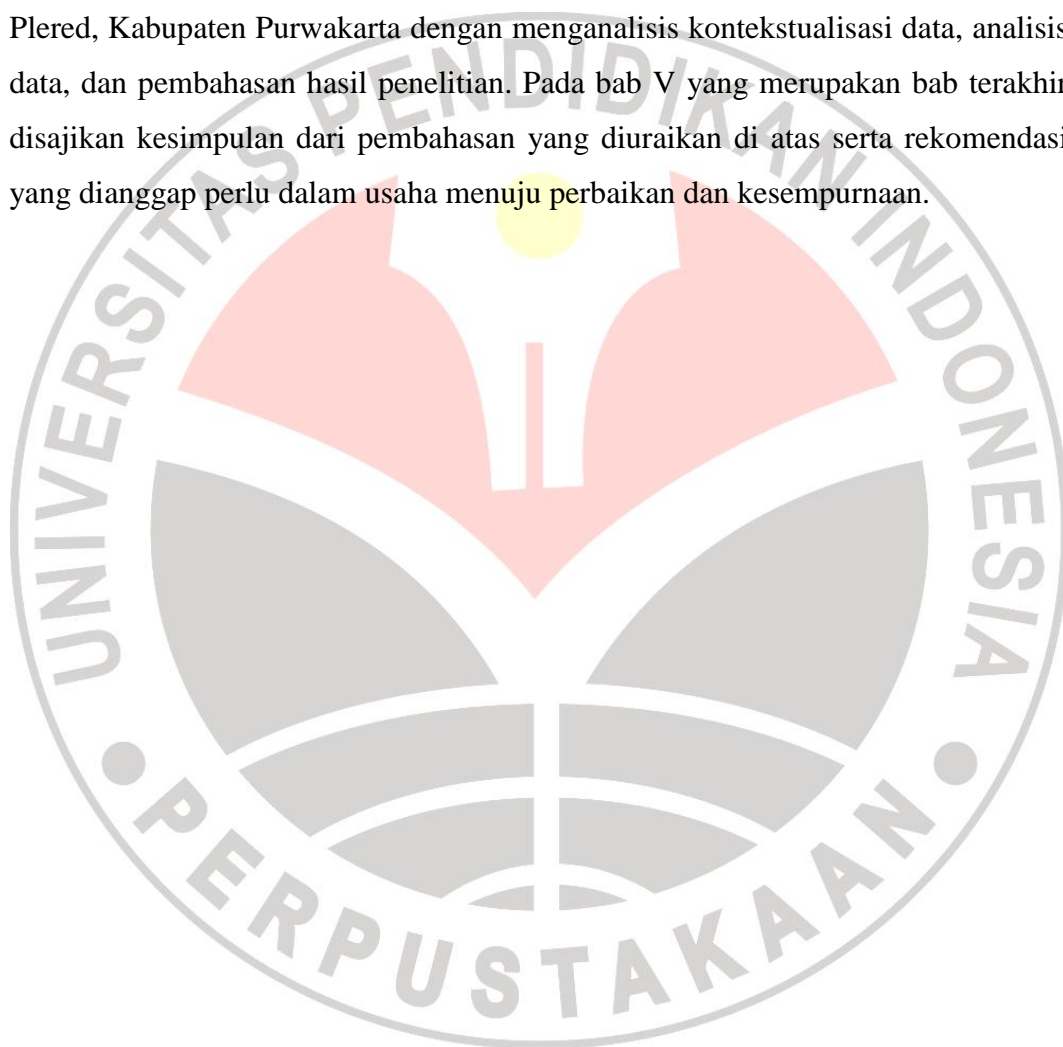 Plered, Kabupaten Purwakarta dengan menganalisis kontekstualisasi data, analisis
data, dan pembahasan hasil penelitian. Pada bab V yang merupakan bab terakhir
disajikan kesimpulan dari pembahasan yang diuraikan di atas serta rekomendasi
yang dianggap perlu dalam usaha menuju perbaikan dan kesempurnaan.
UNIVERSITAS PENDIDIKAN INDONESIA
PERPUSTAKAAN